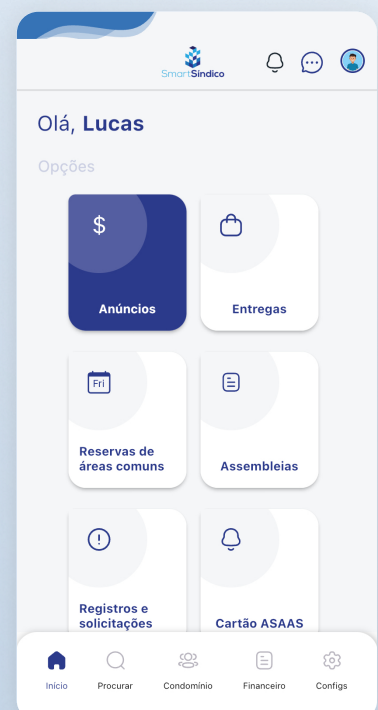 SmartSindico
Olá, Lucas
Opções
$
Anúncios
Entregas
Fri
Reservas de
áreas comuns
Assembleias
Registros e
solicitações
Cartão ASAAS
Início
Procurar
Condomínio
Financeiro
Configs